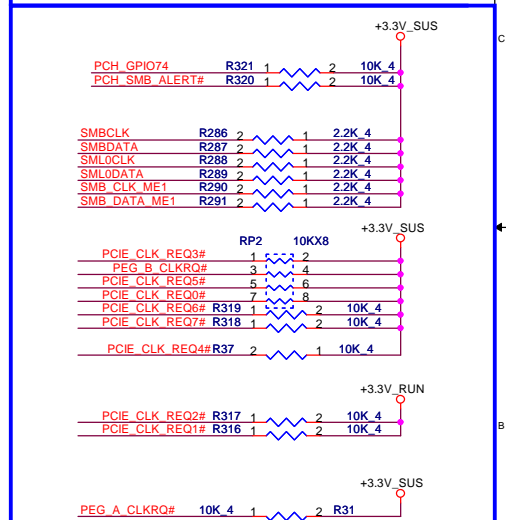 +3.3V_SUS
C
PCH_GPIO74 R321 1 2 10K_4
PCH_SMB_ALERT# R320 1 2 10K_4
SMBCLK R286 2 1 2.2K_4
SMBDATA R287 2 1 2.2K_4
SML0CLK R288 2 1 2.2K_4
SML0DATA R289 2 1 2.2K_4
SMB_CLK_ME1 R290 2 1 2.2K_4
SMB_DATA_ME1 R291 2 1 2.2K_4
+3.3V_SUS
RP2 10KX8
PCIE_CLK_REQ3# 1 2
PEG_B_CLKRQ# 3 4
PCIE_CLK_REQ5# 5 6
PCIE_CLK_REQ0# 7 8
PCIE_CLK_REQ6# R319 1 2 10K_4
PCIE_CLK_REQ7# R318 1 2 10K_4
PCIE_CLK_REQ4# R37 2 1 10K_4
+3.3V_RUN
PCIE_CLK_REQ2# R317 1 2 10K_4
B
PCIE_CLK_REQ1# R316 1 2 10K_4
+3.3V_SUS
PEG_A_CLKRQ# 10K_4 1 2 R31